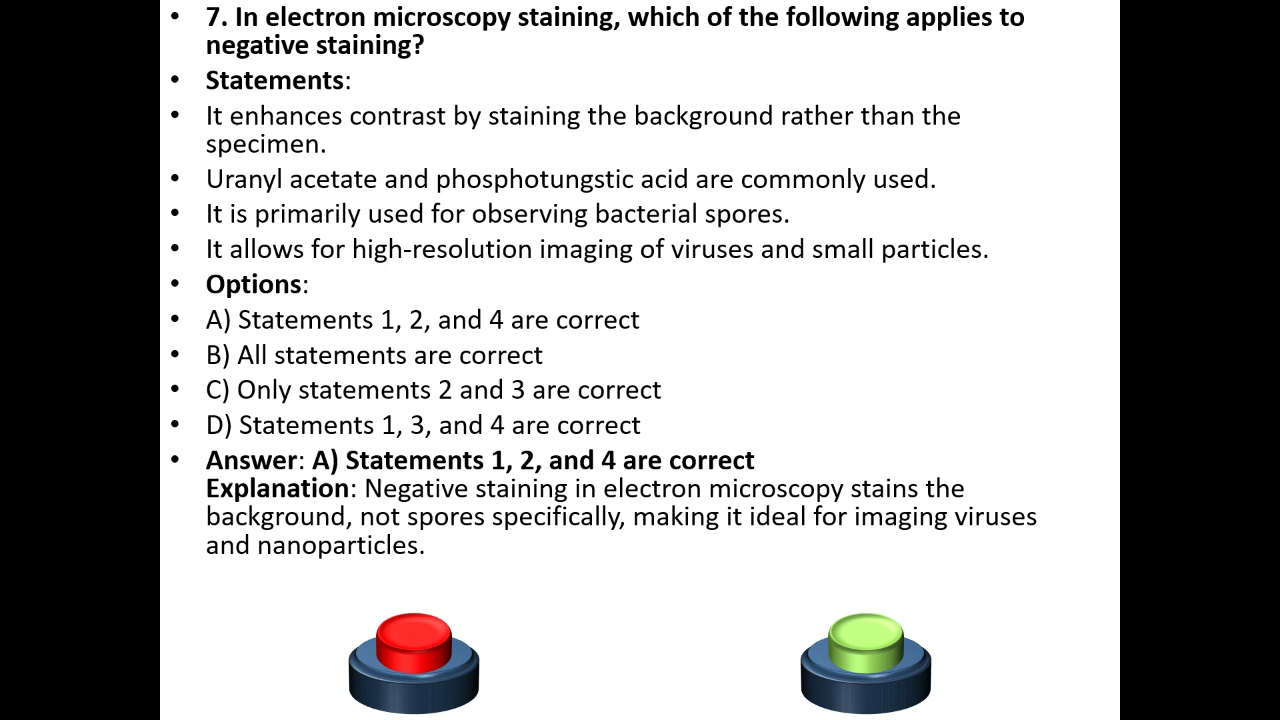 • 7. In electron microscopy staining, which of the following applies to
negative staining?
• Statements:
• It enhances contrast by staining the background rather than the
specimen.
• Uranyl acetate and phosphotungstic acid are commonly used.
• It is primarily used for observing bacterial spores.
• It allows for high-resolution imaging of viruses and small particles.
• Options:
• A) Statements 1, 2, and 4 are correct
• B) All statements are correct
• C) Only statements 2 and 3 are correct
• D) Statements 1, 3, and 4 are correct
• Answer: A) Statements 1, 2, and 4 are correct
Explanation: Negative staining in electron microscopy stains the
background, not spores specifically, making it ideal for imaging viruses
and nanoparticles.